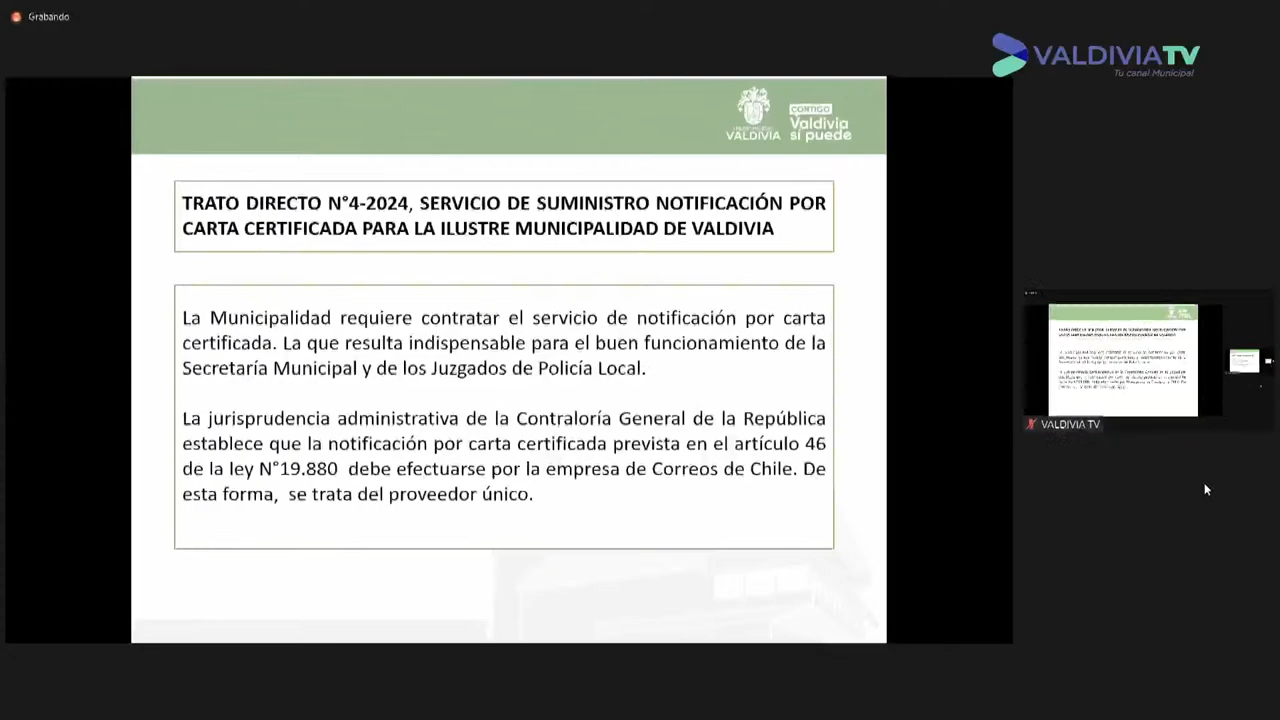 Grabando
VALDIVIATV
Tu canal Municipal
VALDIVIA
CONTIGO
Valdivia
sí puede
TRATO DIRECTO N°4-2024, SERVICIO DE SUMINISTRO NOTIFICACIÓN POR
CARTA CERTIFICADA PARA LA ILUSTRE MUNICIPALIDAD DE VALDIVIA
La Municipalidad requiere contratar el servicio de notificación por carta
certificada. La que resulta indispensable para el buen funcionamiento de la
Secretaría Municipal y de los Juzgados de Policía Local.
La jurisprudencia administrativa de la Contraloría General de la República
establece que la notificación por carta certificada prevista en el artículo 46
de la ley N°19.880 debe efectuarse por la empresa de Correos de Chile. De
esta forma, se trata del proveedor único.
VALDIVIA TV